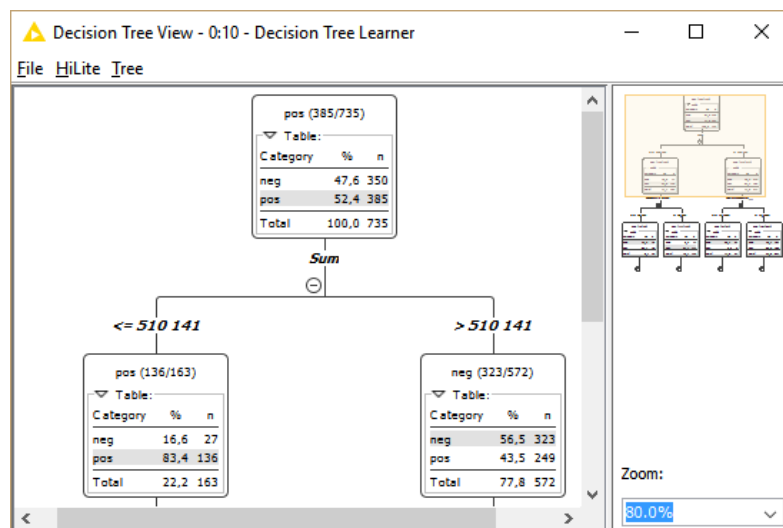 Decision Tree View - 0:10 - Decision Tree Learner
File HiLite Tree
pos (385/735)
Table:
Category % n
neg 47,6 350
pos 52,4 385
Total 100,0 735
Sum
<= 510 141
> 510 141
pos (136/163)
Table:
Category % n
neg 16,6 27
pos 83,4 136
Total 22,2 163
neg (323/572)
Table:
Category % n
neg 56,5 323
pos 43,5 249
Total 77,8 572
Zoom:
80.0%